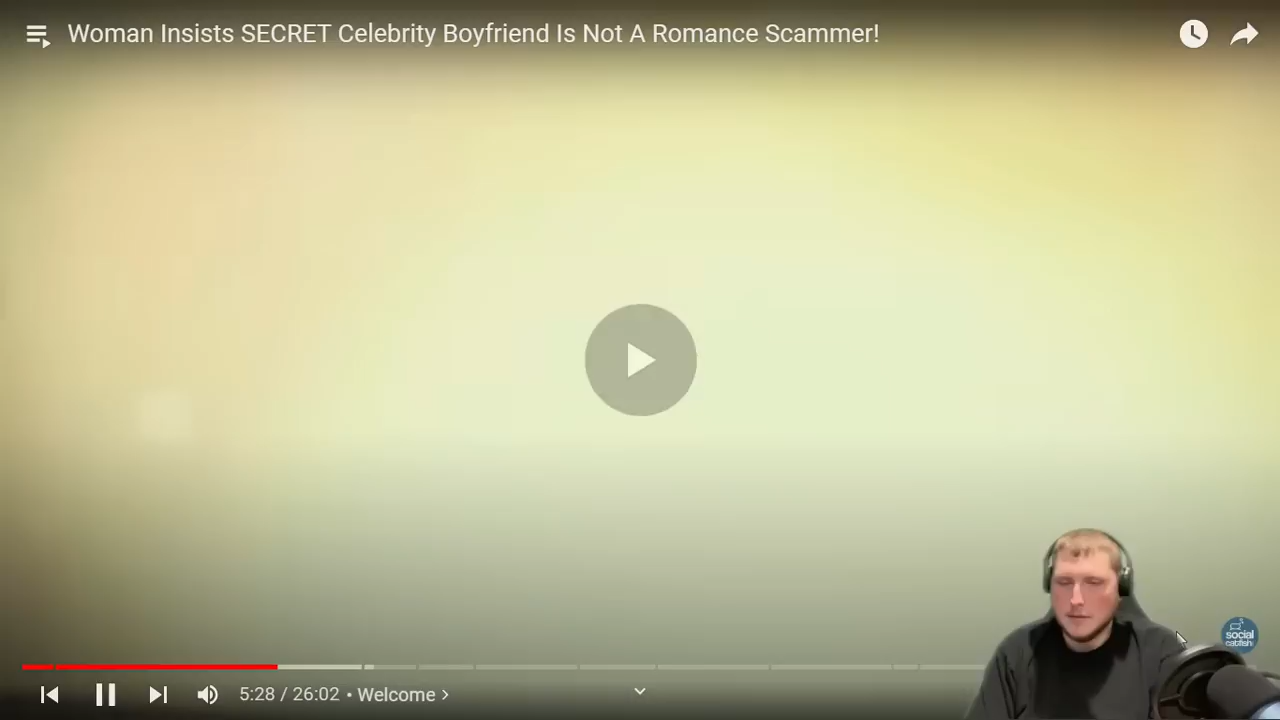 Woman Insists SECRET Celebrity Boyfriend Is Not A Romance Scammer!
social
catfish
5:28 / 26:02 • Welcome >